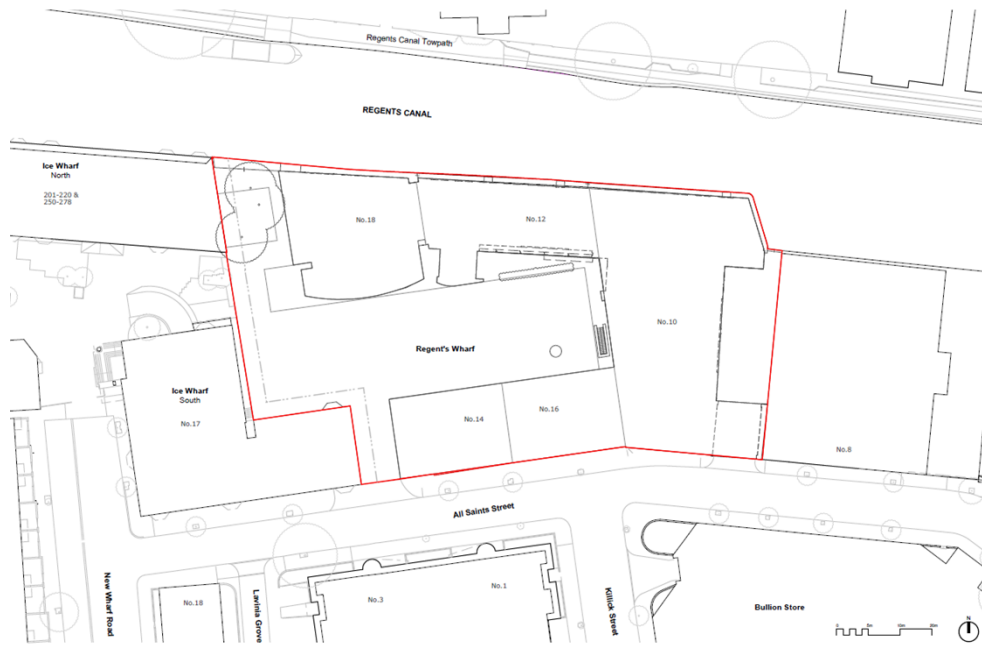 Regents Canal Towpath
REGENTS CANAL
Ice Wharf
North
201-220 &
250-278
No.18
No.12
No.10
Regent's Wharf
Ice Wharf
South
No.17
No.14
No.16
No.8
All Saints Street
New Wharf Road
No.18
Lavinia Grove
No.3
No.1
Killick Street
Bullion Store
N